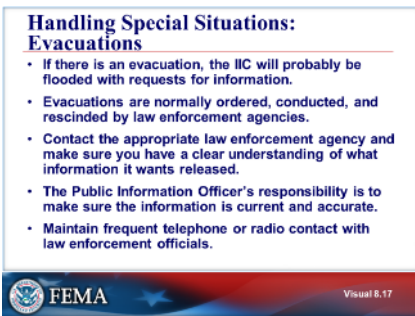 Handling Special Situations:
Evacuations
• If there is an evacuation, the IIC will probably be
flooded with requests for information.
• Evacuations are normally ordered, conducted, and
rescinded by law enforcement agencies.
• Contact the appropriate law enforcement agency and
make sure you have a clear understanding of what
information it wants released.
• The Public Information Officer's responsibility is to
make sure the information is current and accurate.
• Maintain frequent telephone or radio contact with
law enforcement officials.
FEMA
Visual 8.17